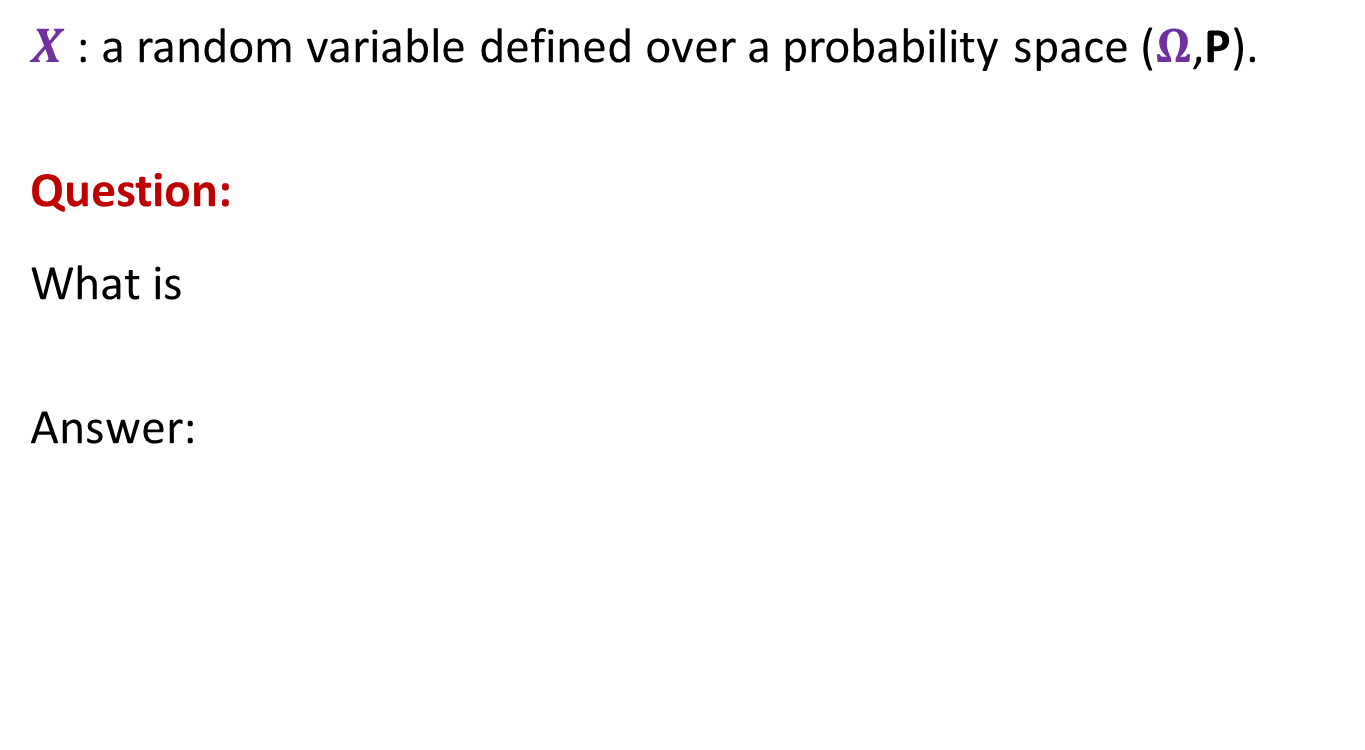 X : a random variable defined over a probability space (Ω,P).
Question:
What is
Answer: